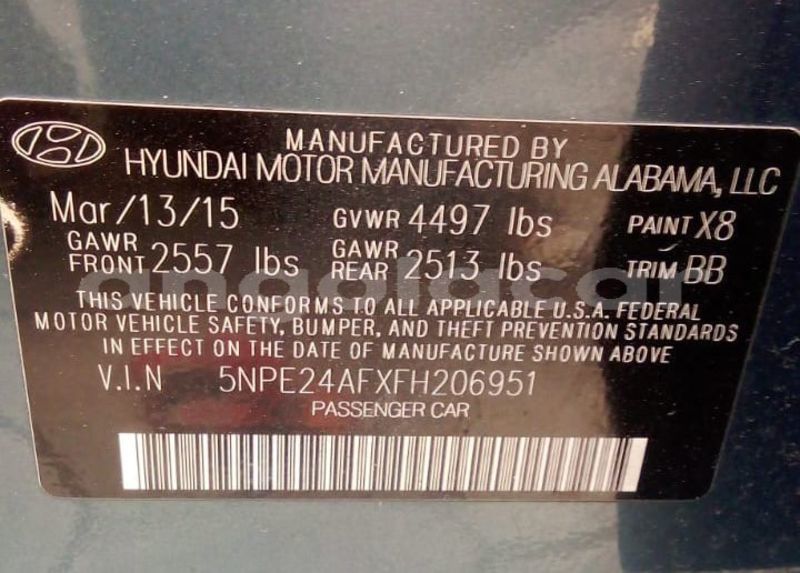 MANUFACTURED BY
HYUNDAI MOTOR MANUFACTURING ALABAMA, LLC
Mar/13/15 GVWR 4497 lbs PAINT X8
GAWR FRONT 2557 lbs GAWR REAR 2513 lbs TRIM BB
angolacar
THIS VEHICLE CONFORMS TO ALL APPLICABLE U.S.A. FEDERAL
MOTOR VEHICLE SAFETY, BUMPER, AND THEFT PREVENTION STANDARDS
IN EFFECT ON THE DATE OF MANUFACTURE SHOWN ABOVE
V.I.N 5NPE24AFXFH206951
PASSENGER CAR